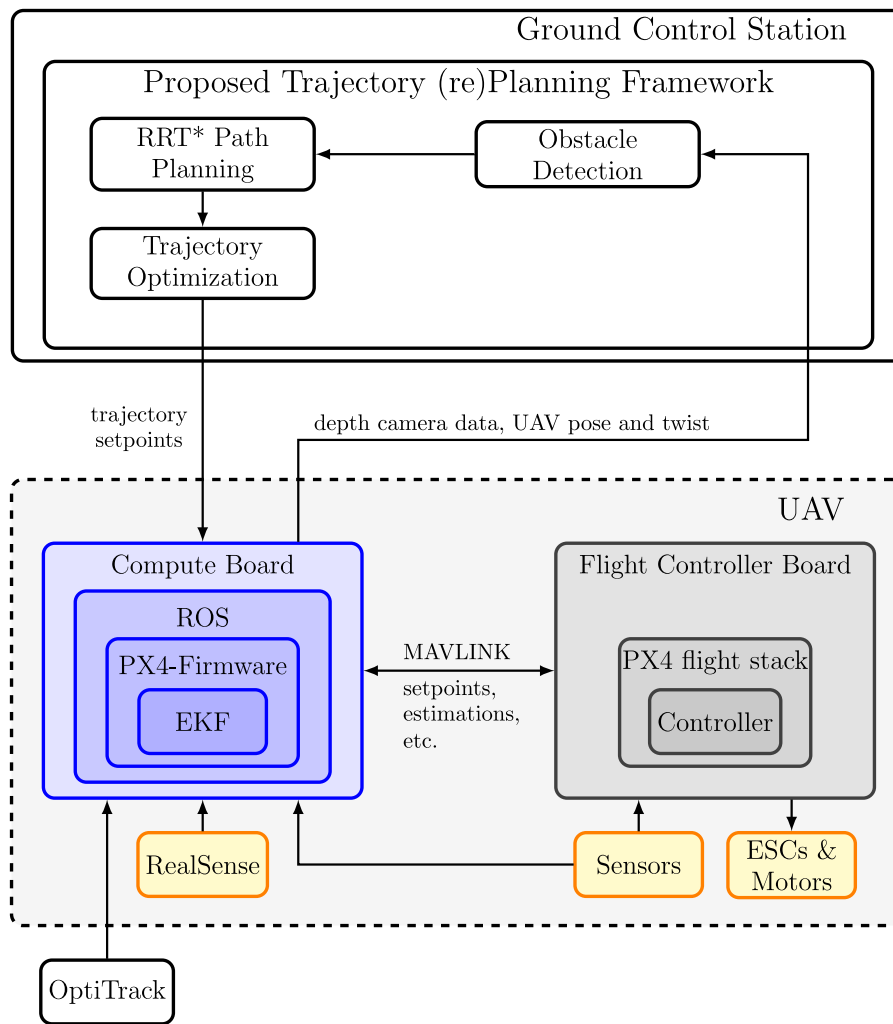 Ground Control Station
Proposed Trajectory (re)Planning Framework
RRT* Path
Planning
Obstacle
Detection
Trajectory
Optimization
trajectory
setpoints
depth camera data, UAV pose and twist
UAV
Compute Board
ROS
PX4-Firmware
EKF
MAVLINK
setpoints,
estimations,
etc.
Flight Controller Board
PX4 flight stack
Controller
RealSense
Sensors
ESCs &
Motors
OptiTrack